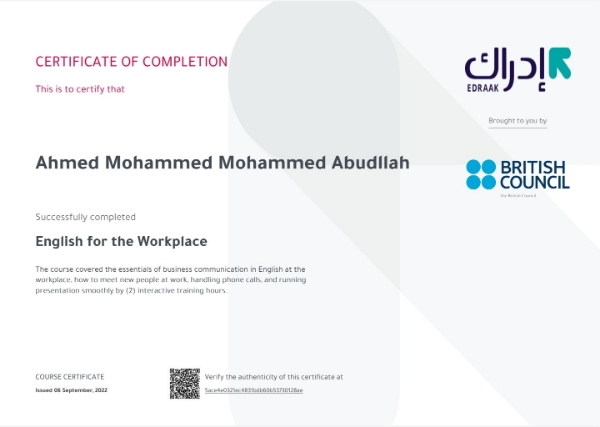 CERTIFICATE OF COMPLETION
This is to certify that
Ahmed Mohammed Mohammed Abudllah
Successfully completed
English for the Workplace
The course covered the essentials of business communication in English at the
workplace, how to meet new people at work, handling phone calls, and running
presentation smoothly by (2) interactive training hours.
COURSE CERTIFICATE
Issued 06 September, 2022
Verify the authenticity of this certificate at
إدراك
EDRAAK
Brought to you by
BRITISH
COUNCIL